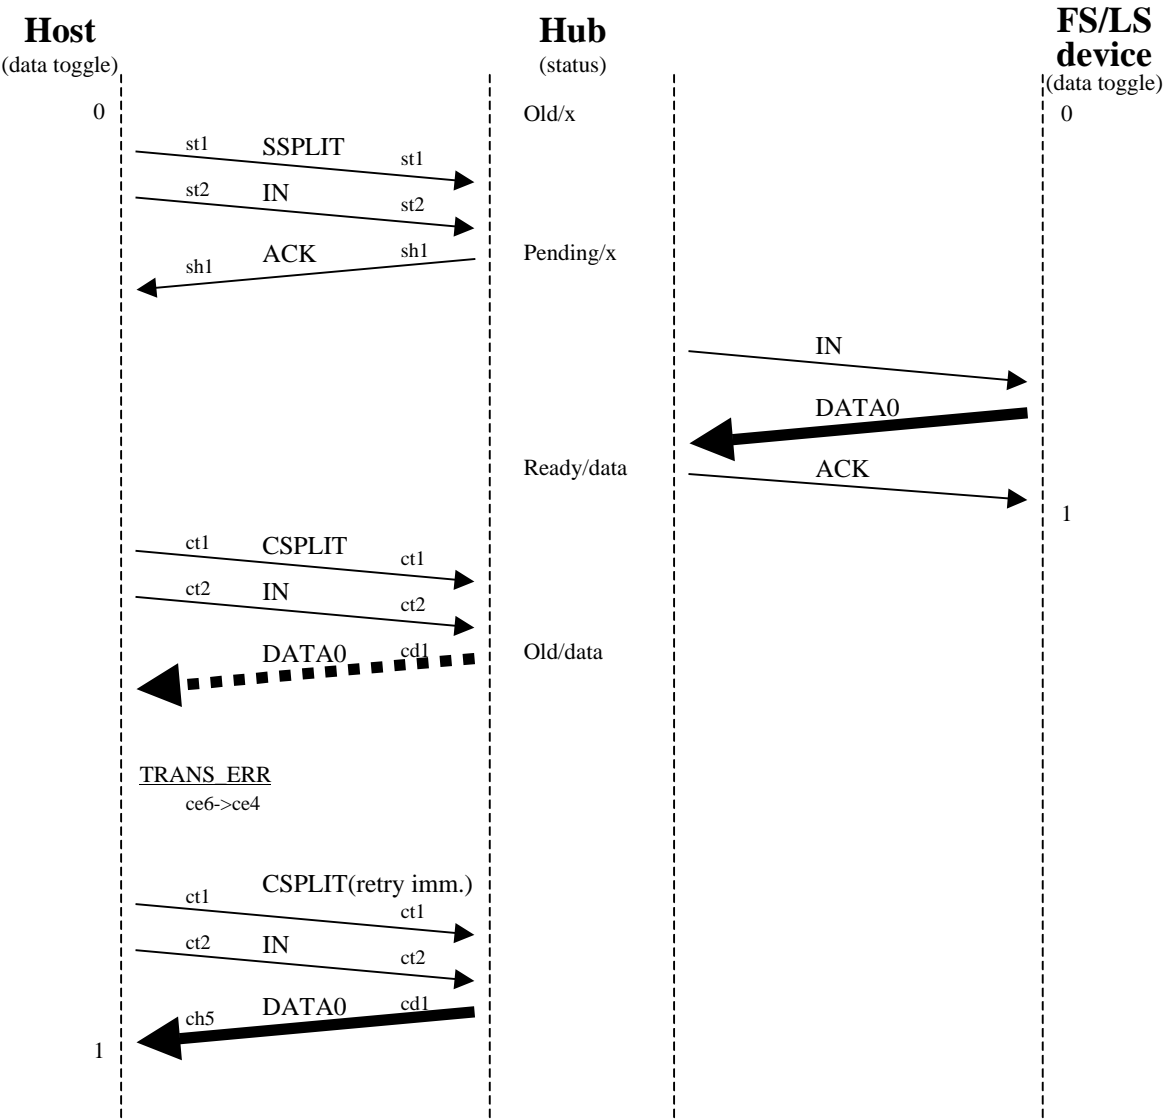 Host
(data toggle)
Hub
(status)
FS/LS
device
(data toggle)
0
Old/x
0
st1 SSPLIT st1
st2 IN st2
ACK sh1
sh1
Pending/x
IN
DATA0
Ready/data
ACK
1
ct1 CSPLIT ct1
ct2 IN ct2
DATA0 cd1
Old/data
TRANS_ERR
ce6->ce4
CSPLIT(retry imm.)
ct1 ct1
ct2 IN ct2
DATA0 cd1
ch5
1